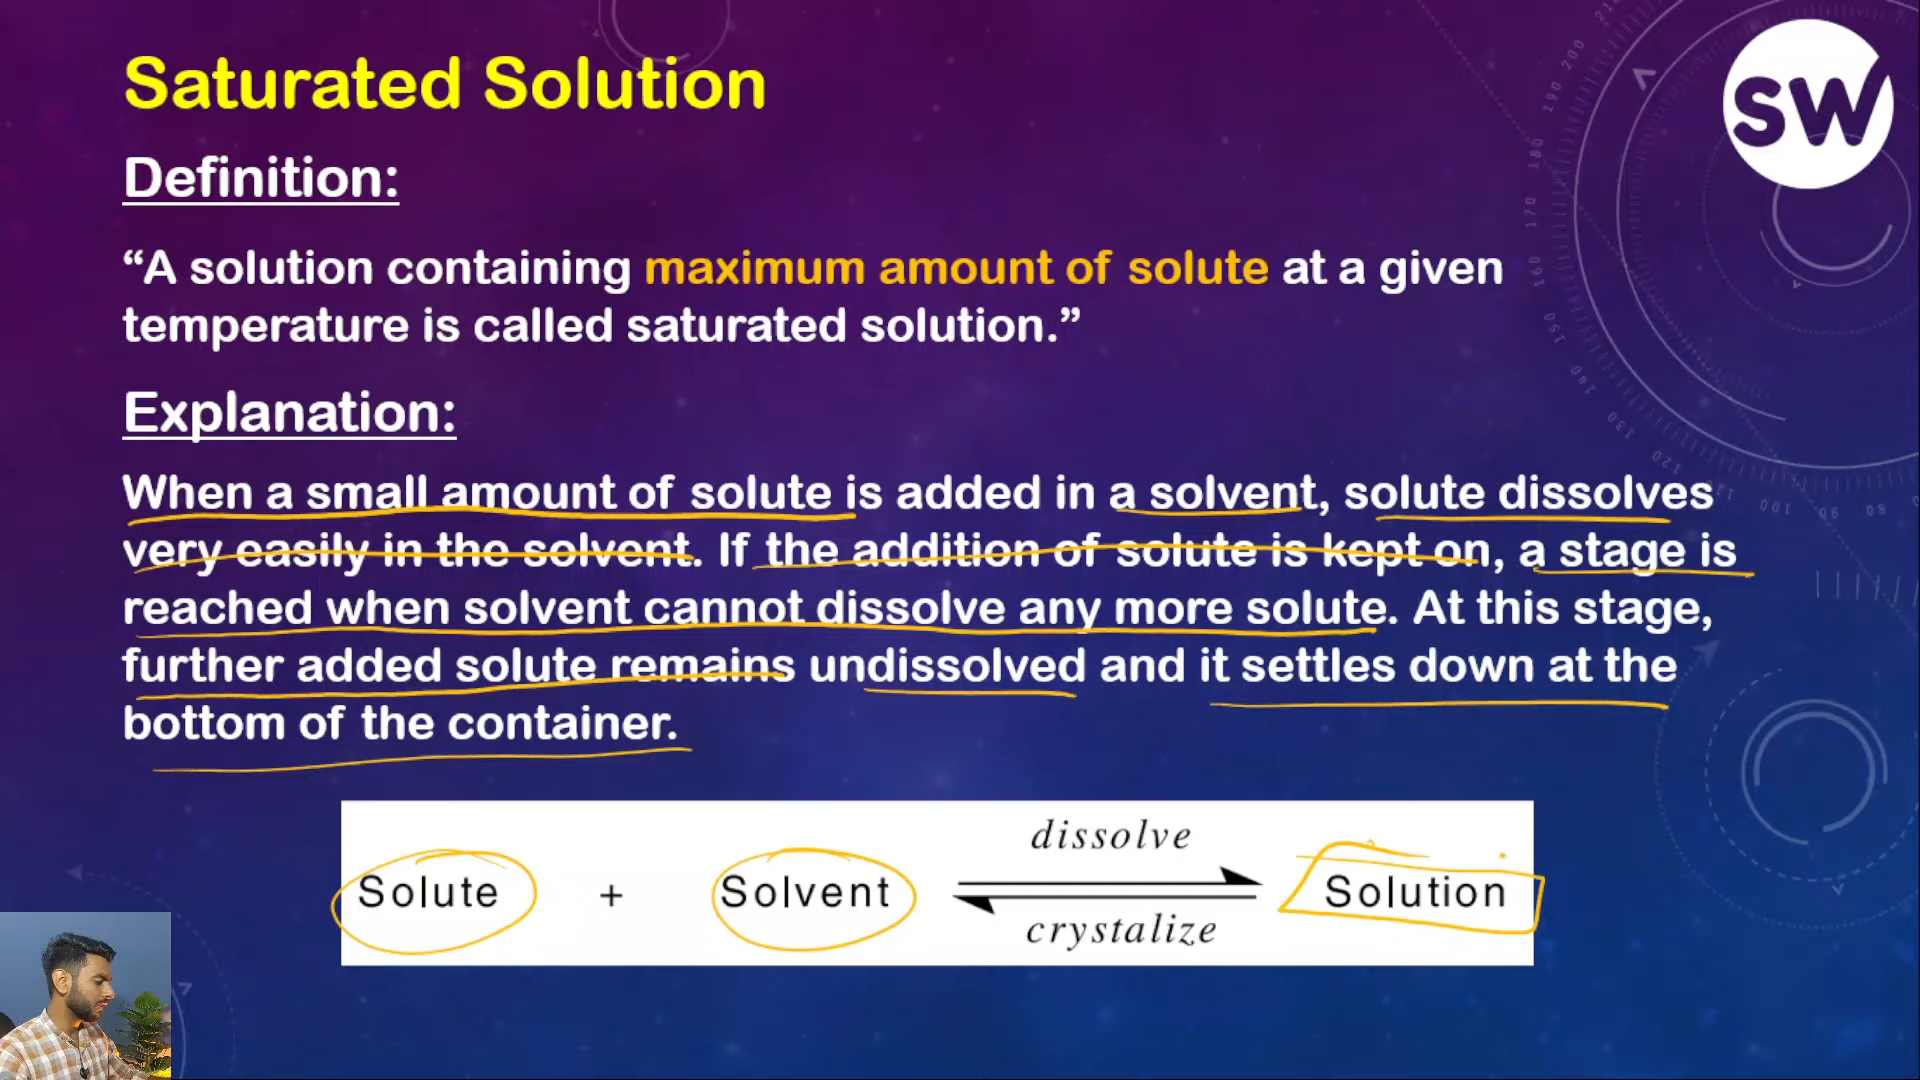 Saturated Solution
SW
Definition:
“A solution containing maximum amount of solute at a given
temperature is called saturated solution.”
Explanation:
When a small amount of solute is added in a solvent, solute dissolves
very easily in the solvent. If the addition of solute is kept on, a stage is
reached when solvent cannot dissolve any more solute. At this stage,
further added solute remains undissolved and it settles down at the
bottom of the container.
dissolve
Solute + Solvent ⇌ Solution
crystalize